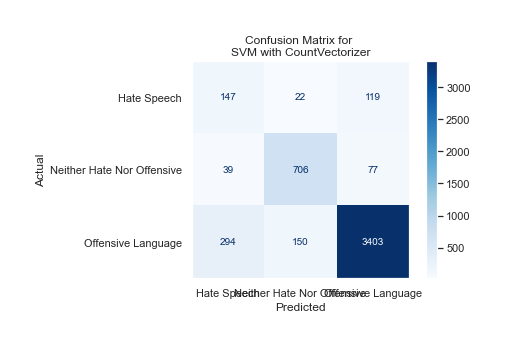 Confusion Matrix for
SVM with CountVectorizer
Actual
Hate Speech 147 22 119
Neither Hate Nor Offensive 39 706 77
Offensive Language 294 150 3403
Hate Speech Neither Hate Nor Offensive Offensive Language
Predicted
3000
2500
2000
1500
1000
500